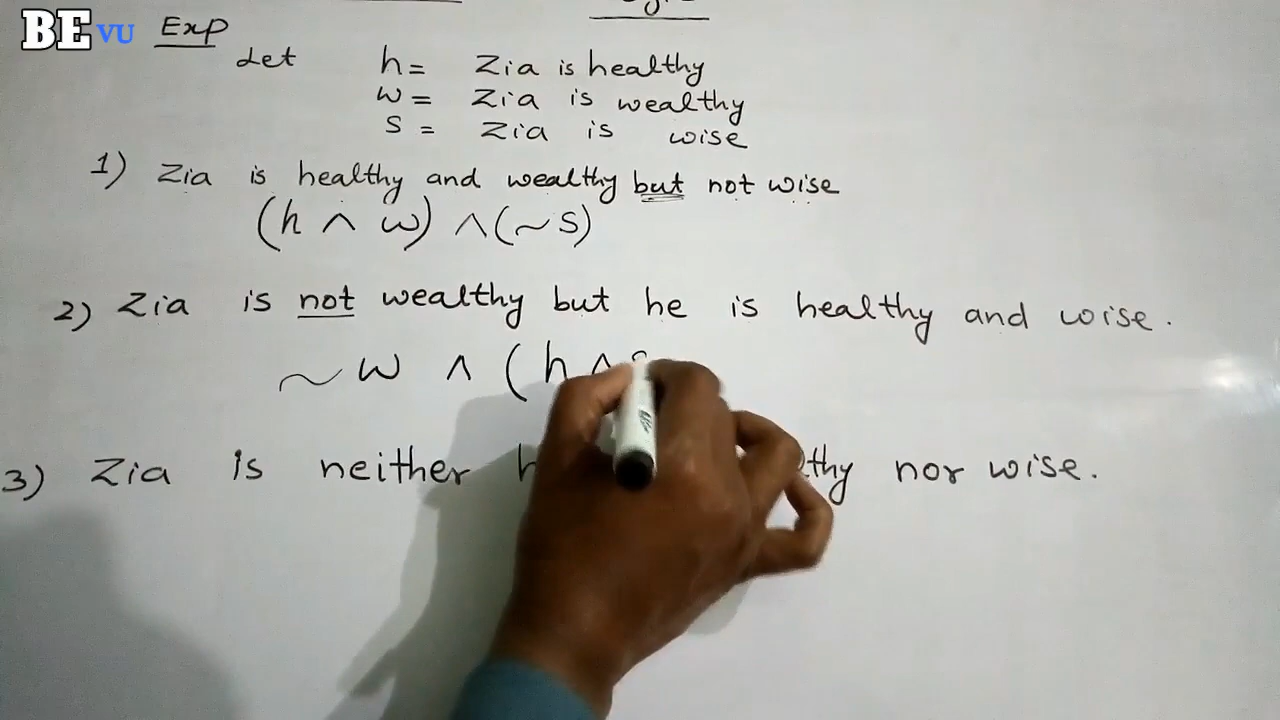 BE VU Exp
Let h = Zia is healthy
w = Zia is wealthy
s = Zia is wise
1) Zia is healthy and wealthy but not wise
(h ∧ w) ∧ (~s)
2) Zia is not wealthy but he is healthy and wise.
~w ∧ (h ∧
3) Zia is neither nor wise.